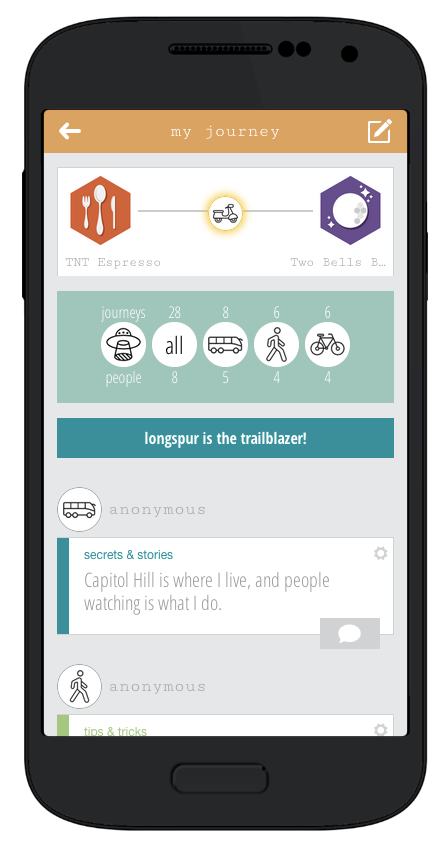 my journey
TNT Espresso
Two Bells B...
journeys 28 8 6 6
all
people 8 5 4 4
longspur is the trailblazer!
anonymous
secrets & stories
Capitol Hill is where I live, and people
watching is what I do.
anonymous
tips & tricks